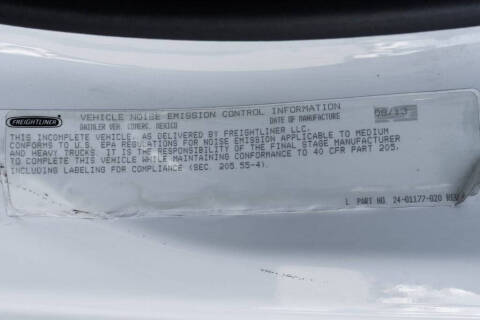 FREIGHTLINER
VEHICLE NOISE EMISSION CONTROL INFORMATION
DAIMLER VEH. COMERC. MEXICO DATE OF MANUFACTURE 08/13
THIS INCOMPLETE VEHICLE, AS DELIVERED BY FREIGHTLINER LLC.
CONFORMS TO U.S. EPA REGULATIONS FOR NOISE EMISSION APPLICABLE TO MEDIUM
AND HEAVY TRUCKS. IT IS THE RESPONSIBILITY OF THE FINAL STAGE MANUFACTURER
TO COMPLETE THIS VEHICLE WHILE MAINTAINING CONFORMANCE TO 40 CFR PART 205.
INCLUDING LABELING FOR COMPLIANCE (SEC. 205.55-4).
L PART NO. 24-01177-020 REV